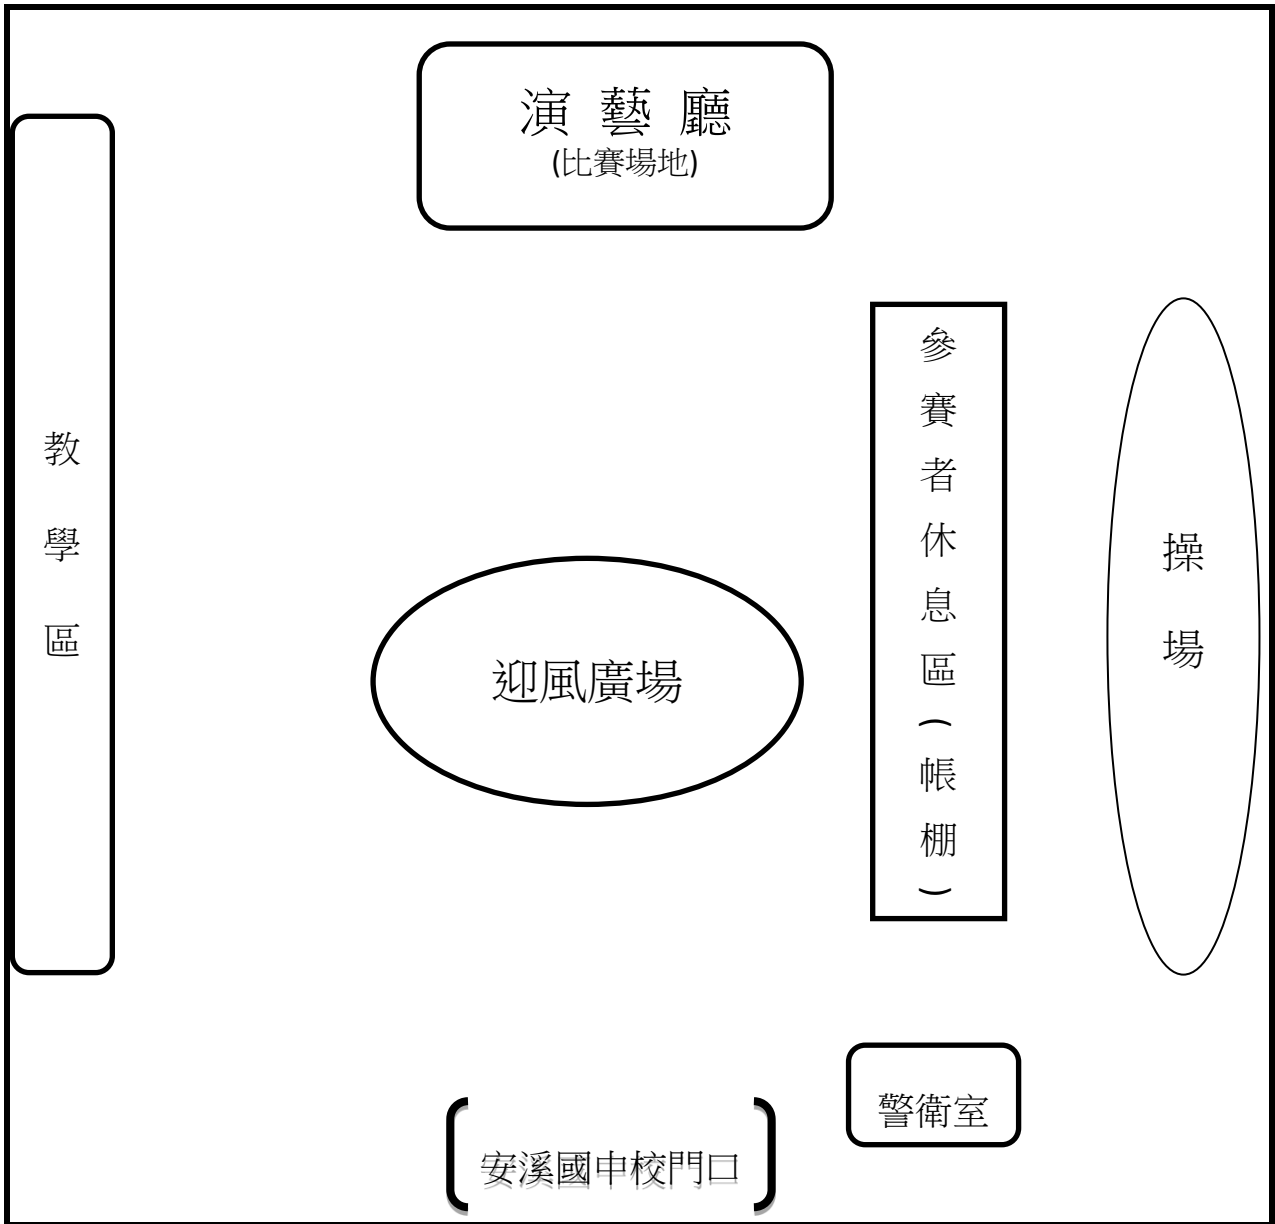 演藝廳
(比賽場地)
教學區
參賽者休息區(帳棚)
操場
迎風廣場
警衛室
安溪國中校門口